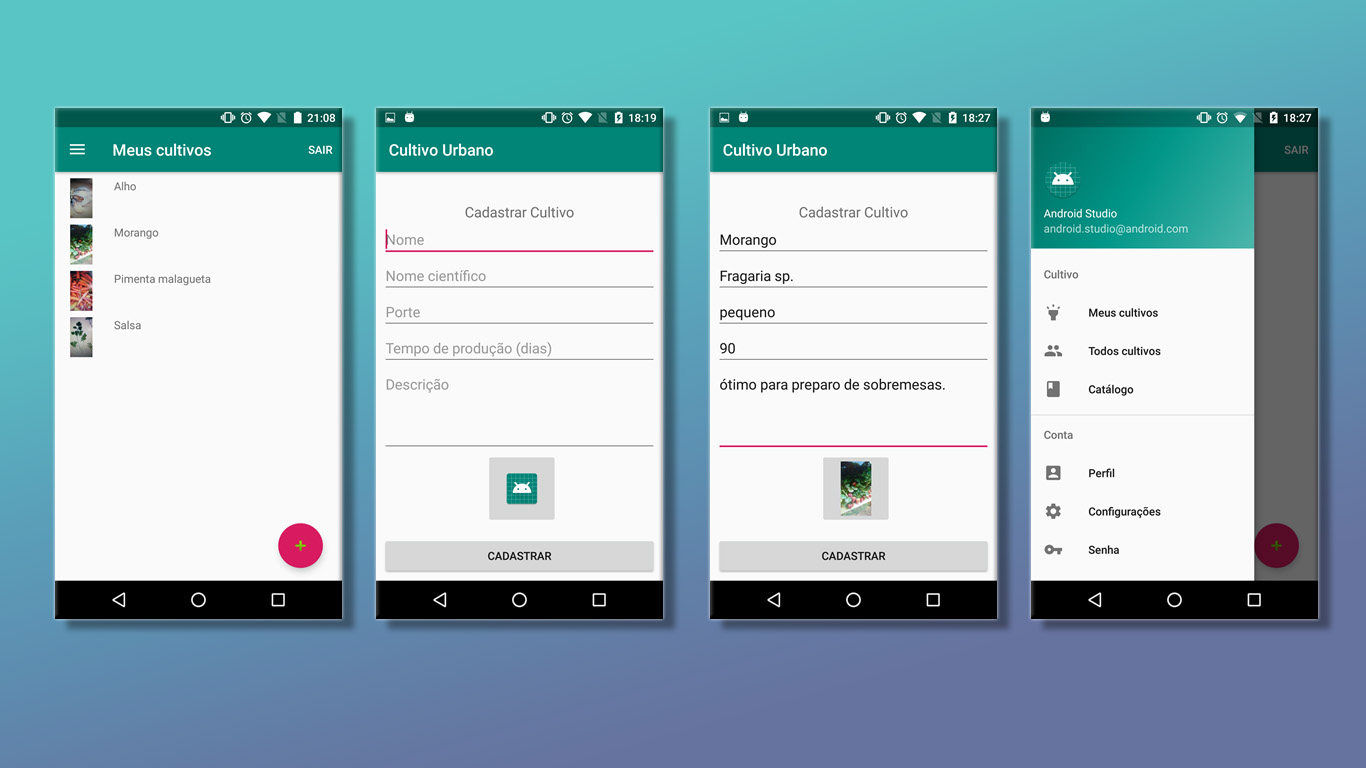 21:08
Meus cultivos
SAIR
Alho
Morango
Pimenta malagueta
Salsa
18:19
Cultivo Urbano
Cadastrar Cultivo
Nome
Nome científico
Porte
Tempo de produção (dias)
Descrição
CADASTRAR
18:27
Cultivo Urbano
Cadastrar Cultivo
Morango
Fragaria sp.
pequeno
90
ótimo para preparo de sobremesas.
CADASTRAR
18:27
SAIR
Android Studio
android.studio@android.com
Cultivo
Meus cultivos
Todos cultivos
Catálogo
Conta
Perfil
Configurações
Senha